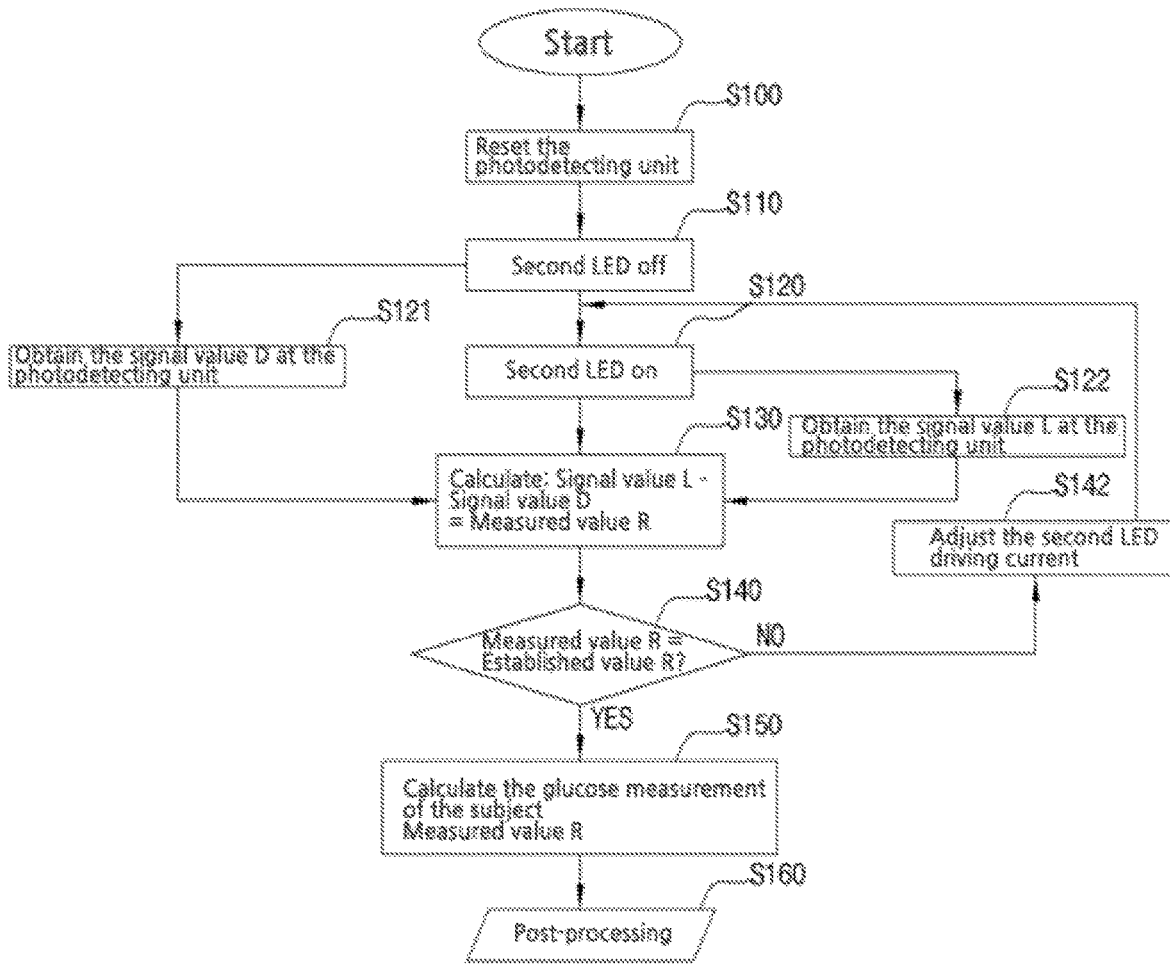 Start
S100
Reset the
photodetecting unit
S110
Second LED off
S120
S121
Obtain the signal value D at the
photodetecting unit
Second LED on
S122
Obtain the signal value L at the
photodetecting unit
S130
Calculate: Signal value L -
Signal value D
= Measured value R
S142
Adjust the second LED
driving current
S140
Measured value R =
Established value R?
NO
YES
S150
Calculate the glucose measurement
of the subject
Measured value R
S160
Post-processing